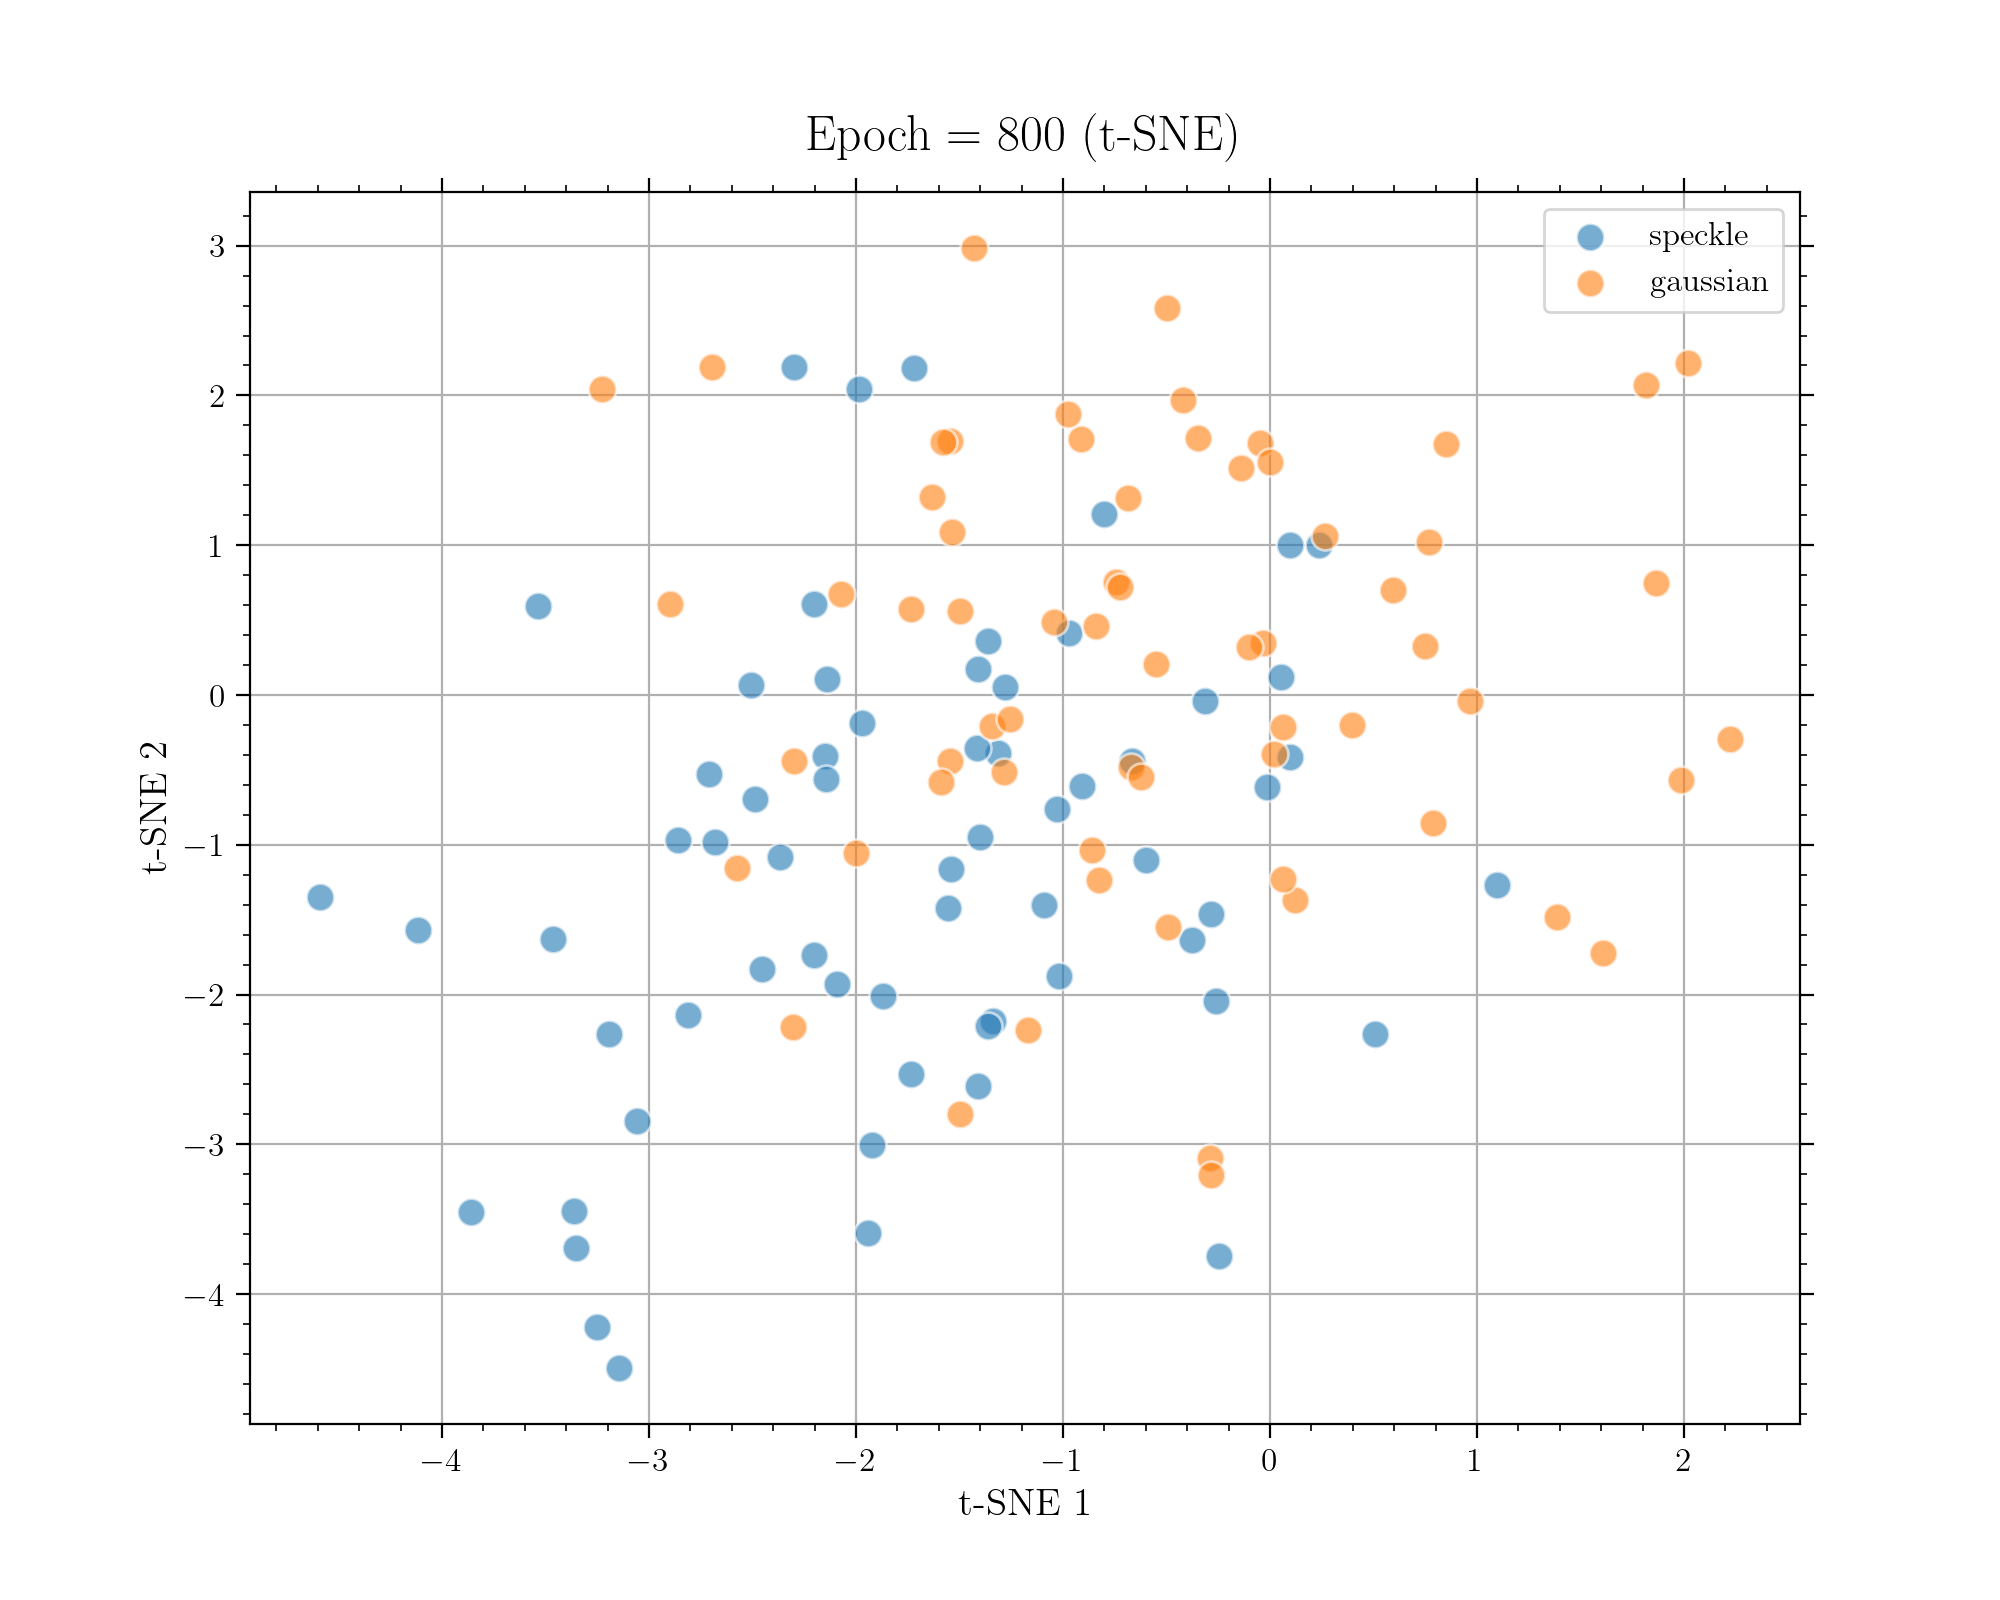 Epoch = 800 (t-SNE)
speckle
gaussian
3
2
1
0
−1
−2
−3
−4
t-SNE 2
−4 −3 −2 −1 0 1 2
t-SNE 1